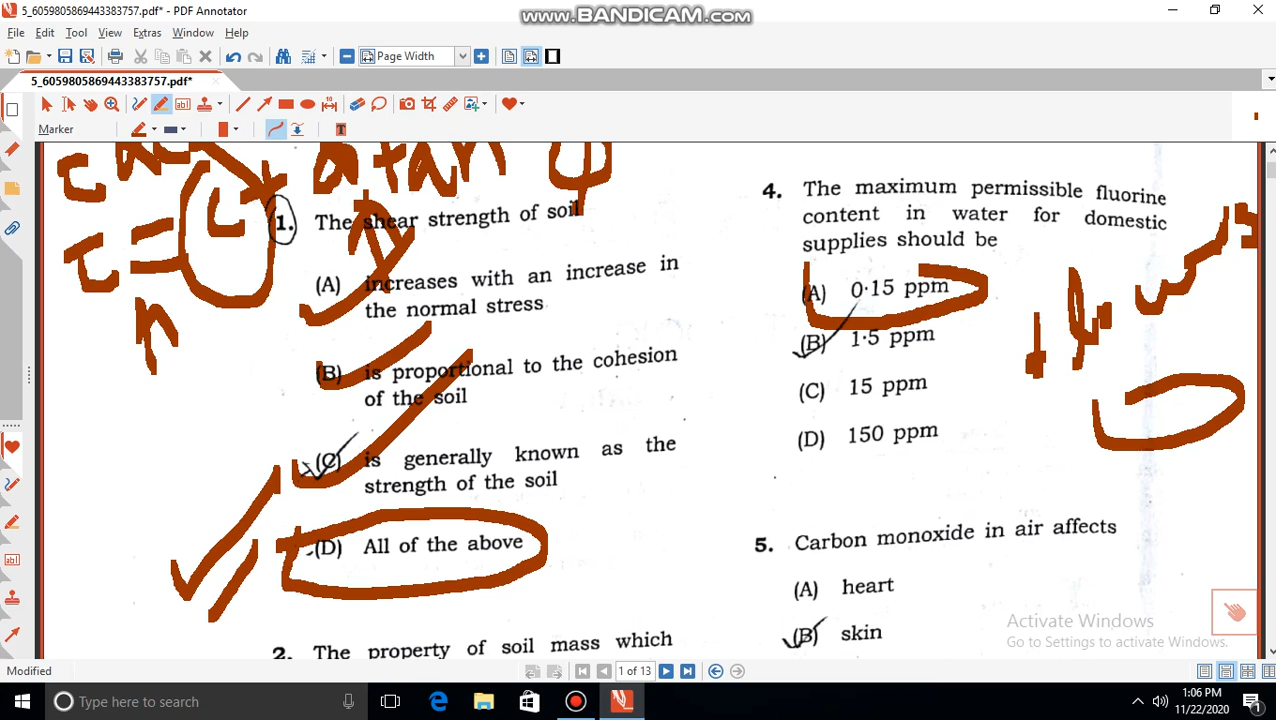 5_6059805869443383757.pdf* - PDF Annotator
www.BANDICAM.com
File Edit Tool View Extras Window Help
Page Width
5_6059805869443383757.pdf*
Marker
tan ϕ
τ = c
n
1. The shear strength of soil
(A) increases with an increase in
the normal stress
(B) is proportional to the cohesion
of the soil
(C) is generally known as the
strength of the soil
(D) All of the above
2. The property of soil mass which
4. The maximum permissible fluorine
content in water for domestic
supplies should be
(A) 0·15 ppm
(B) 1·5 ppm
(C) 15 ppm
(D) 150 ppm
5. Carbon monoxide in air affects
(A) heart
(B) skin
Activate Windows
Go to Settings to activate Windows.
Modified
1 of 13
Type here to search
1:06 PM
11/22/2020